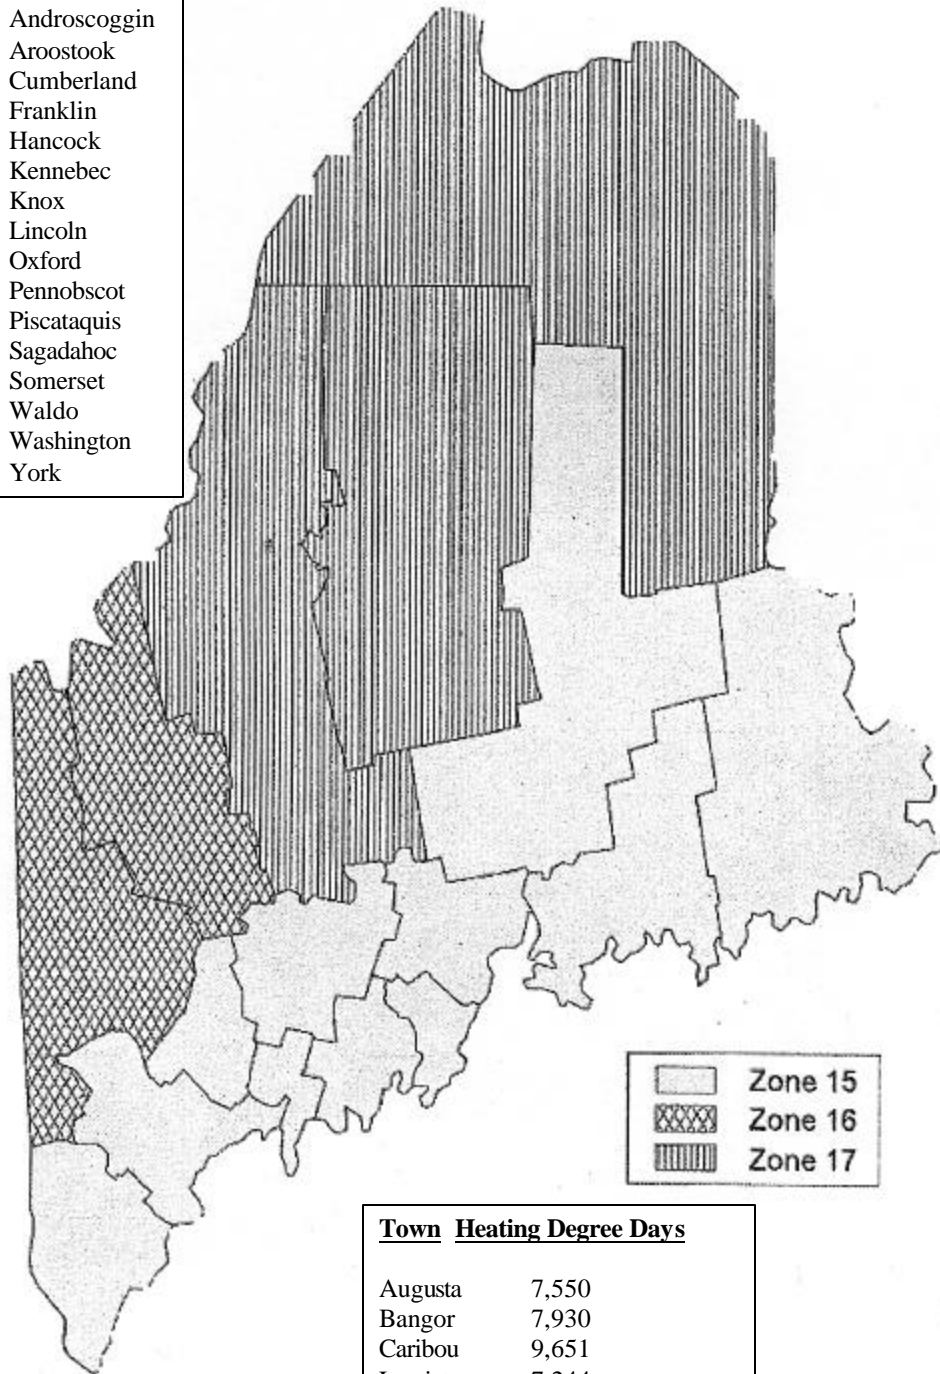 Androscoggin
Aroostook
Cumberland
Franklin
Hancock
Kennebec
Knox
Lincoln
Oxford
Pennobscot
Piscataquis
Sagadahoc
Somerset
Waldo
Washington
York
Zone 15
Zone 16
Zone 17
Town Heating Degree Days
Augusta 7,550
Bangor 7,930
Caribou 9,651